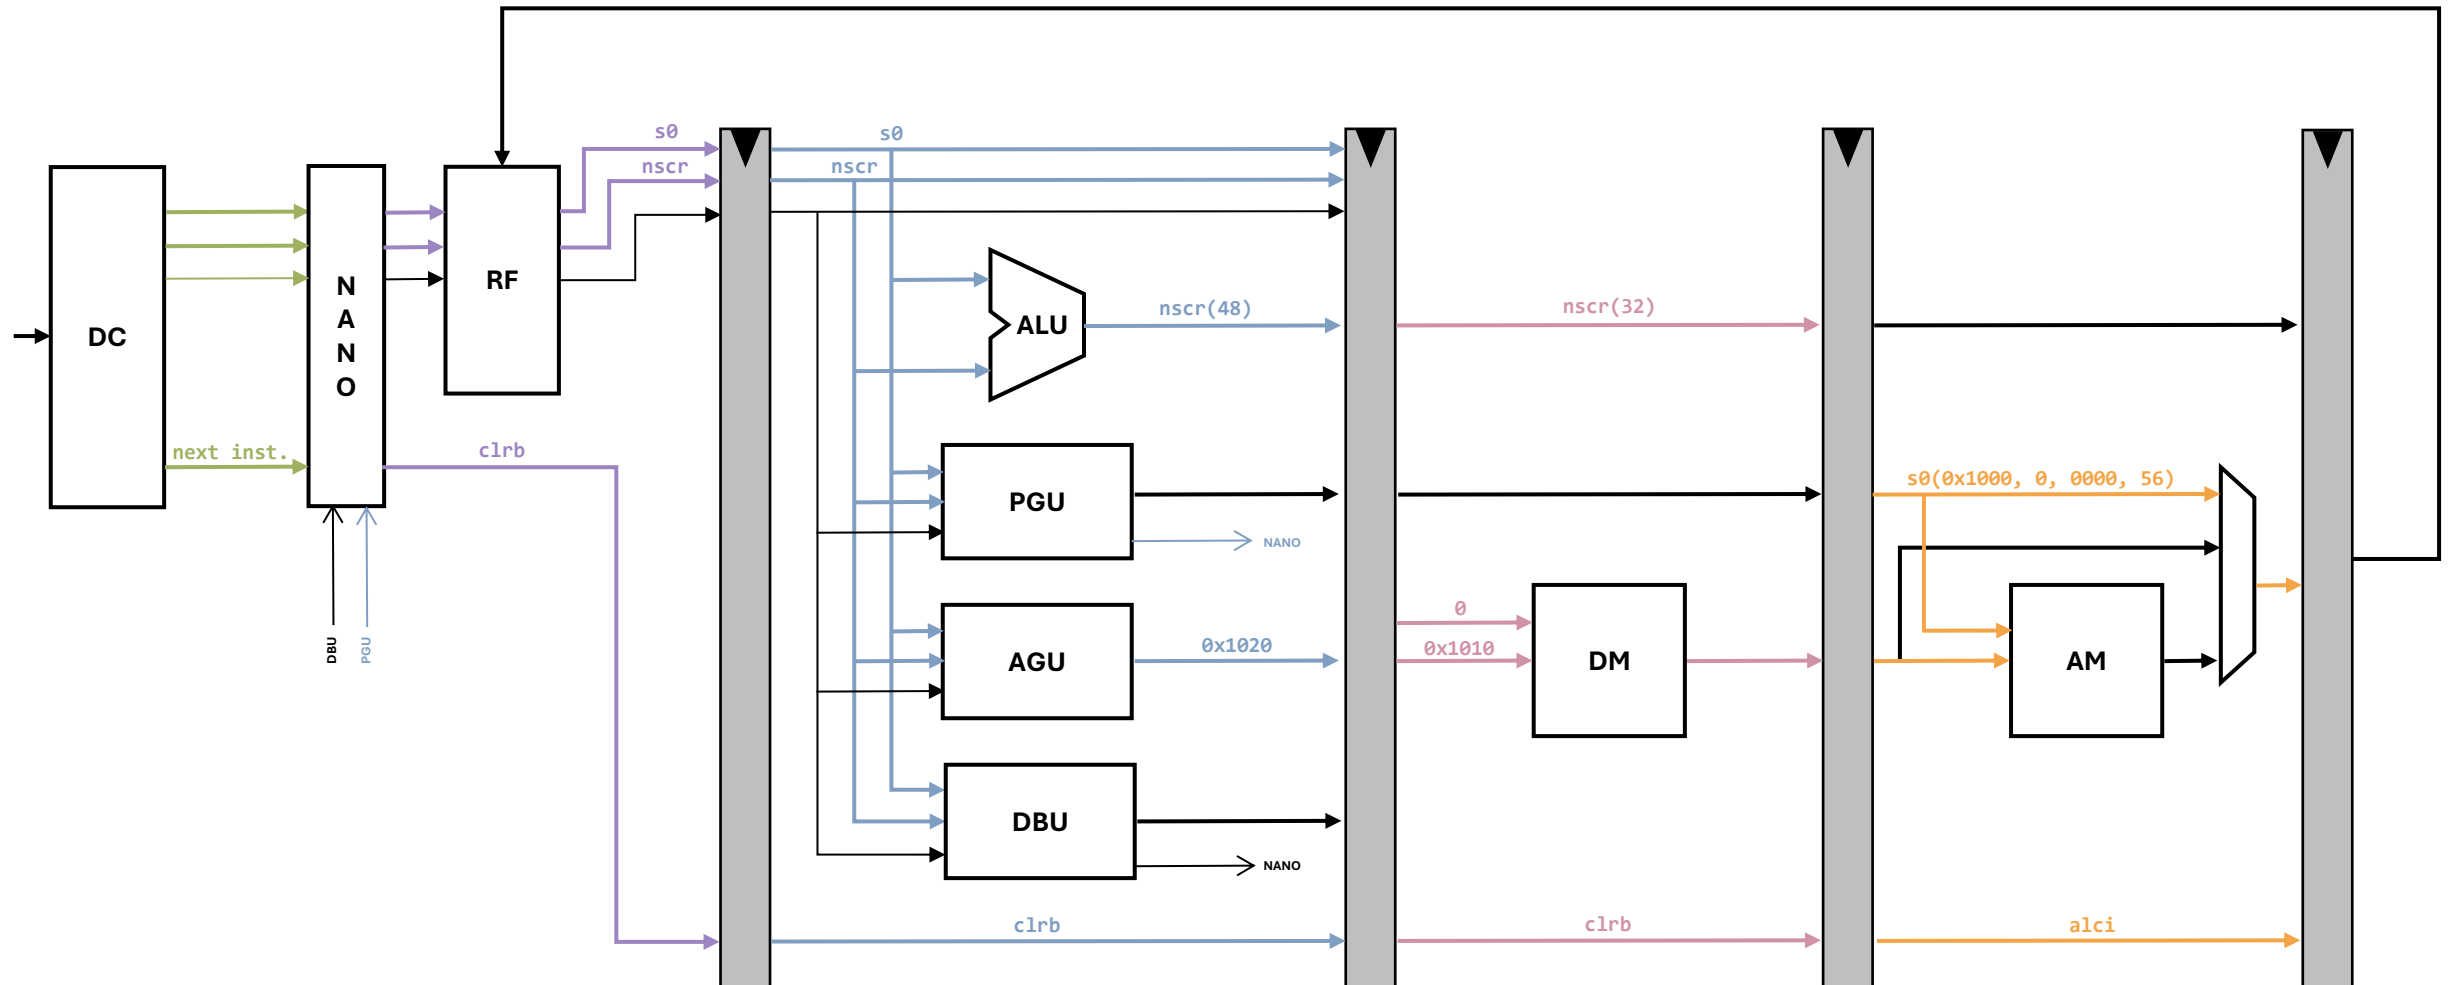 s0
s0
nscr
nscr
DC
N
A
N
O
RF
ALU
nscr(48)
nscr(32)
next inst.
clrb
PGU
NANO
s0(0x1000, 0, 0000, 56)
DBU
PGU
AGU
0x1020
0
0x1010
DM
AM
DBU
NANO
clrb
clrb
alci